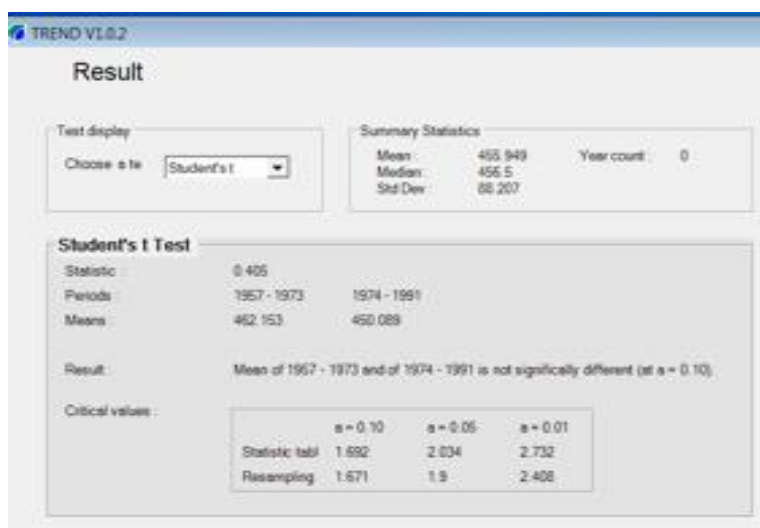 TREND V1.0.2
Result
Test display
Choose a te Student's t
Summary Statistics
Mean : 455.949 Year count : 0
Median: 456.5
Std Dev: 88.207
Student's t Test
Statistic : 0.405
Periods : 1957 - 1973 1974 - 1991
Means : 462.153 450.089
Result: Mean of 1957 - 1973 and of 1974 - 1991 is not significally different (at a = 0.10).
Critical values :
a = 0.10 a = 0.05 a = 0.01
Statistic tabl 1.692 2.034 2.732
Resampling 1.671 1.9 2.408